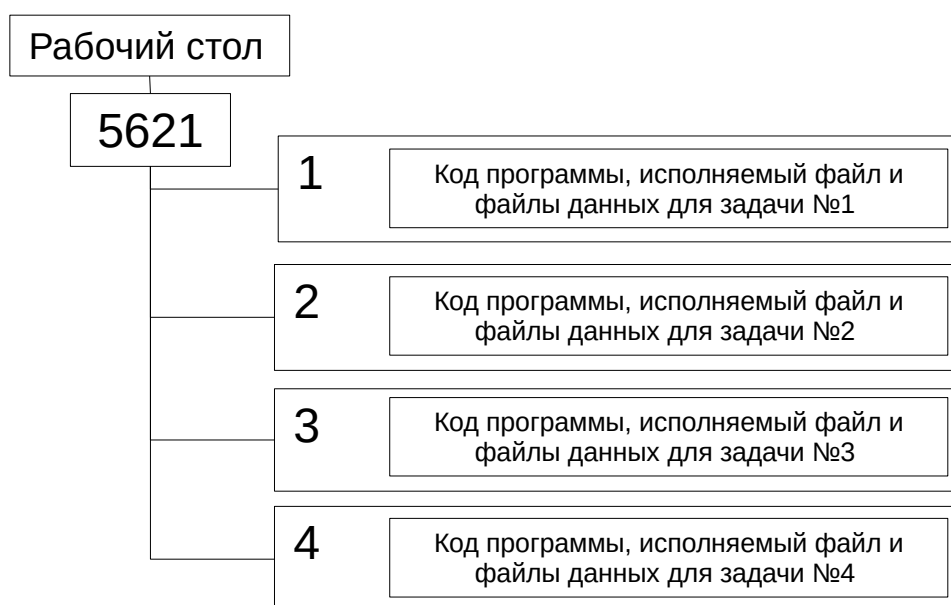 Рабочий стол
5621
1
Код программы, исполняемый файл и
файлы данных для задачи №1
2
Код программы, исполняемый файл и
файлы данных для задачи №2
3
Код программы, исполняемый файл и
файлы данных для задачи №3
4
Код программы, исполняемый файл и
файлы данных для задачи №4